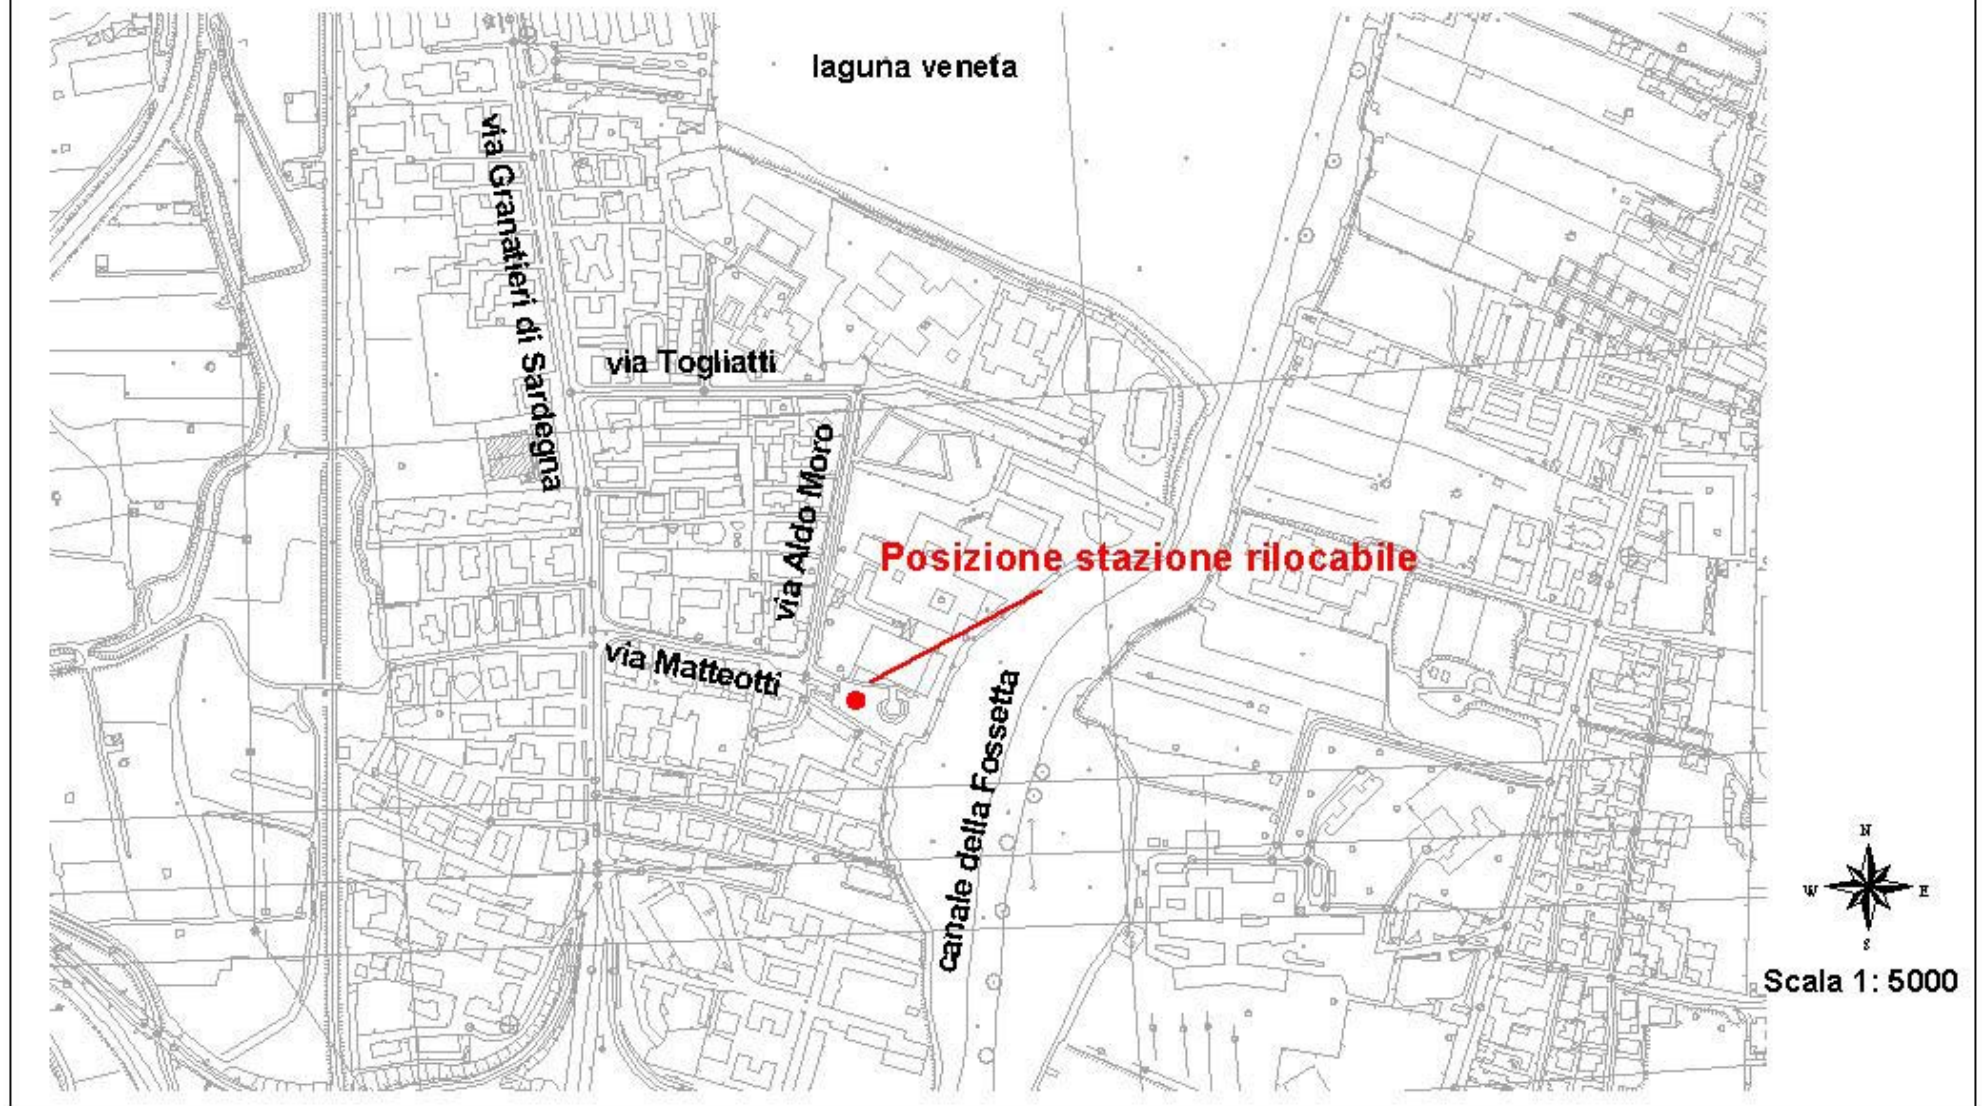 laguna veneta
via Granatieri di Sardegna
via Togliatti
via Aldo Moro
Posizione stazione rilocabile
via Matteotti
canale della Fossetta
N
W E
S
Scala 1: 5000